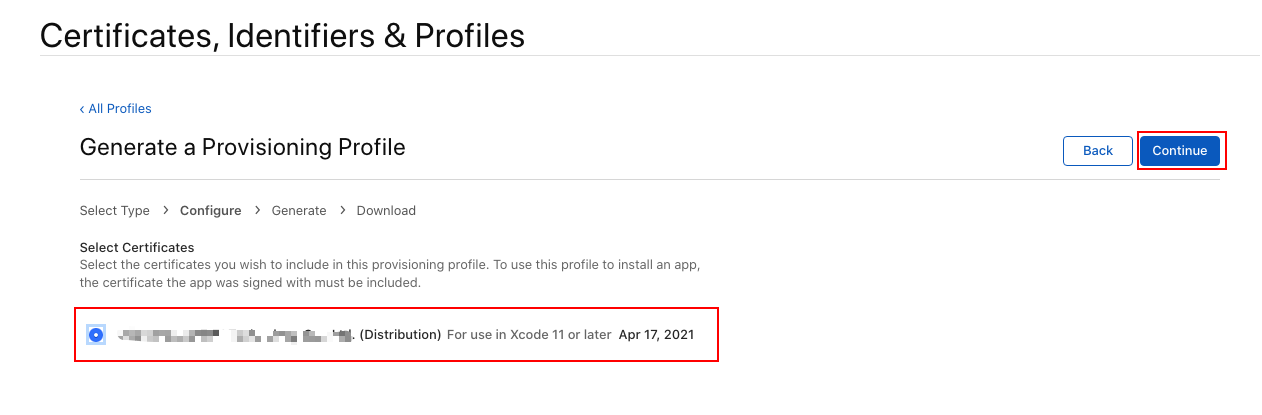 Certificates, Identifiers & Profiles
‹ All Profiles
Generate a Provisioning Profile
Back
Continue
Select Type > Configure > Generate > Download
Select Certificates
Select the certificates you wish to include in this provisioning profile. To use this profile to install an app,
the certificate the app was signed with must be included.
(Distribution) For use in Xcode 11 or later Apr 17, 2021